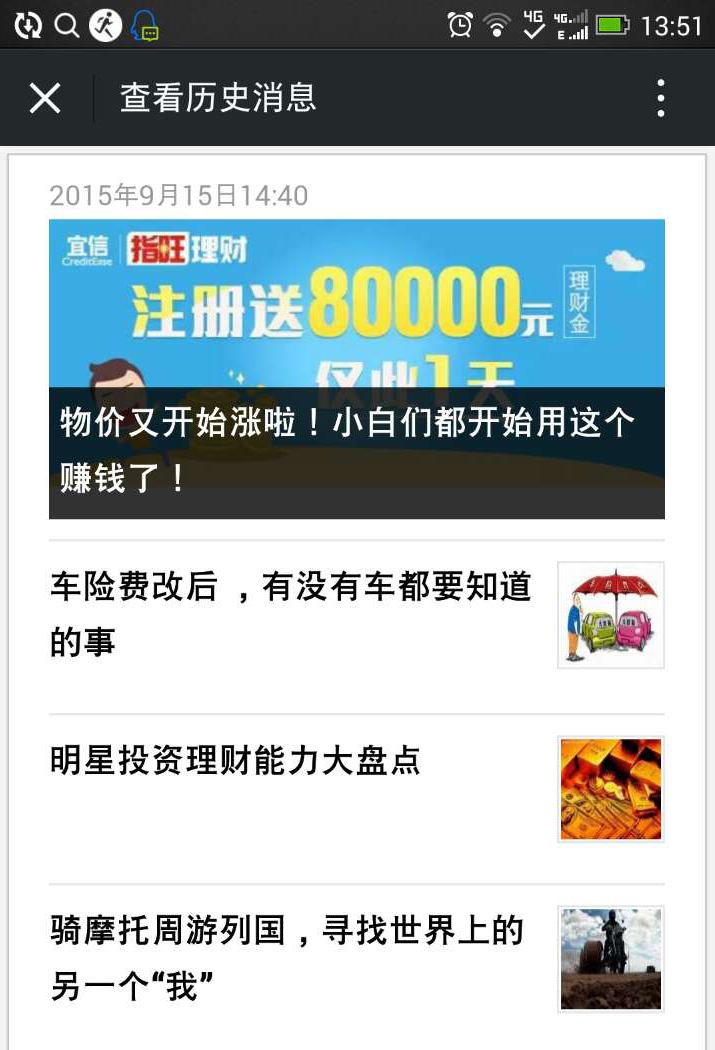 4G 4G E 13:51
查看历史消息
2015年9月15日14:40
宜信 指旺理财
CreditEase
注册送80000元 理财金
仅此1天
物价又开始涨啦！小白们都开始用这个
赚钱了！
车险费改后 ，有没有车都要知道
的事
明星投资理财能力大盘点
骑摩托周游列国，寻找世界上的
另一个“我”